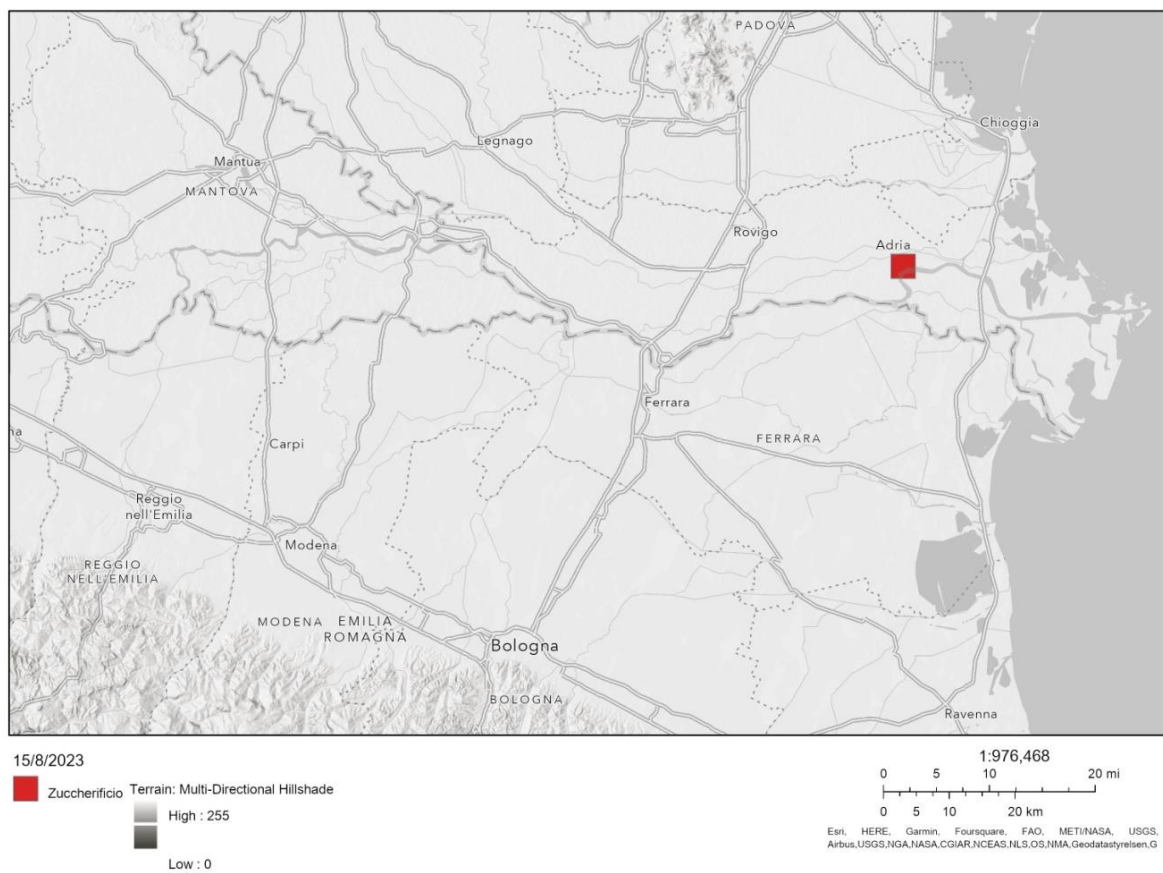 PADOVA
Chioggia
Legnago
Mantua
MANTOVA
Rovigo
Adria
Ferrara
FERRARA
na
Carpi
Reggio
nell'Emilia
Modena
REGGIO
NELL'EMILIA
MODENA
EMILIA
ROMAGNA
Bologna
BOLOGNA
Ravenna
15/8/2023
Zuccherificio
Terrain: Multi-Directional Hillshade
High : 255
Low : 0
1:976,468
0 5 10 20 mi
0 5 10 20 km
Esri, HERE, Garmin, Foursquare, FAO, METI/NASA, USGS,
Airbus,USGS,NGA,NASA,CGIAR,NCEAS,NLS,OS,NMA,Geodatastyrelsen,G